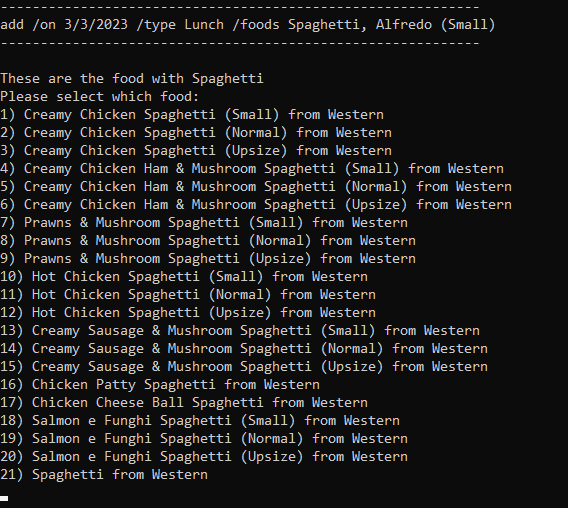 ------------------------------------------------------------
add /on 3/3/2023 /type Lunch /foods Spaghetti, Alfredo (Small)
------------------------------------------------------------
These are the food with Spaghetti
Please select which food:
1) Creamy Chicken Spaghetti (Small) from Western
2) Creamy Chicken Spaghetti (Normal) from Western
3) Creamy Chicken Spaghetti (Upsize) from Western
4) Creamy Chicken Ham & Mushroom Spaghetti (Small) from Western
5) Creamy Chicken Ham & Mushroom Spaghetti (Normal) from Western
6) Creamy Chicken Ham & Mushroom Spaghetti (Upsize) from Western
7) Prawns & Mushroom Spaghetti (Small) from Western
8) Prawns & Mushroom Spaghetti (Normal) from Western
9) Prawns & Mushroom Spaghetti (Upsize) from Western
10) Hot Chicken Spaghetti (Small) from Western
11) Hot Chicken Spaghetti (Normal) from Western
12) Hot Chicken Spaghetti (Upsize) from Western
13) Creamy Sausage & Mushroom Spaghetti (Small) from Western
14) Creamy Sausage & Mushroom Spaghetti (Normal) from Western
15) Creamy Sausage & Mushroom Spaghetti (Upsize) from Western
16) Chicken Patty Spaghetti from Western
17) Chicken Cheese Ball Spaghetti from Western
18) Salmon e Funghi Spaghetti (Small) from Western
19) Salmon e Funghi Spaghetti (Normal) from Western
20) Salmon e Funghi Spaghetti (Upsize) from Western
21) Spaghetti from Western